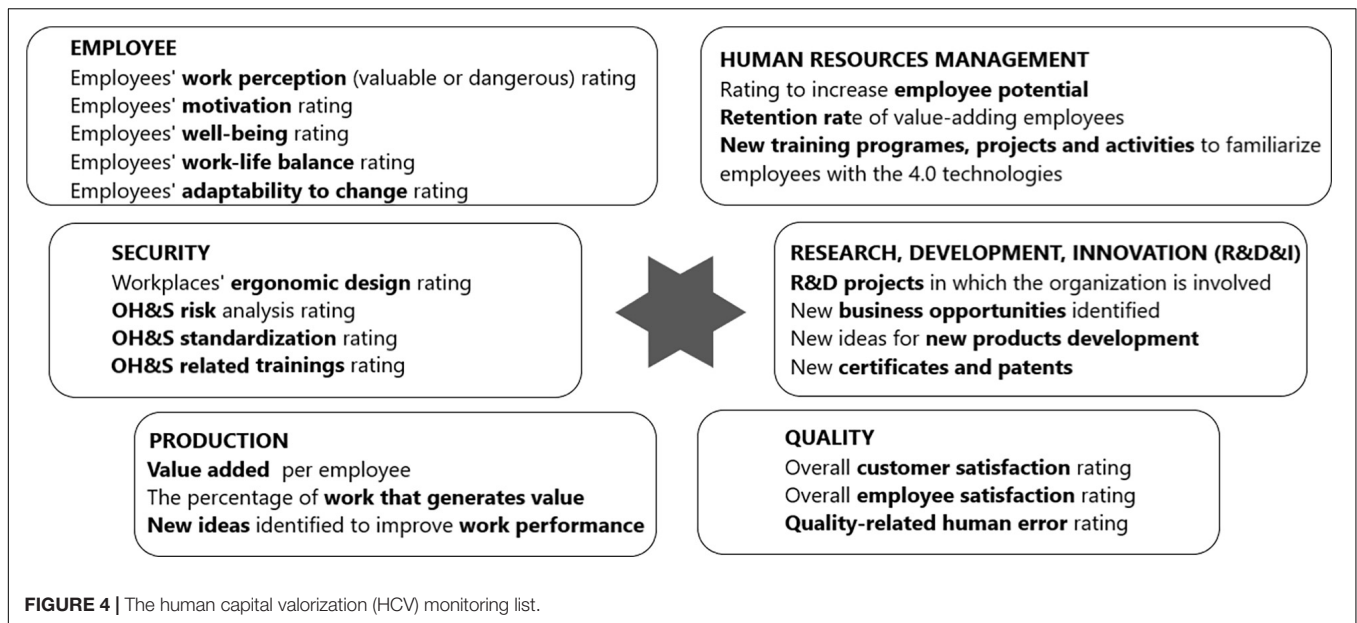 EMPLOYEE
Employees' work perception (valuable or dangerous) rating
Employees' motivation rating
Employees' well-being rating
Employees' work-life balance rating
Employees' adaptability to change rating
HUMAN RESOURCES MANAGEMENT
Rating to increase employee potential
Retention rate of value-adding employees
New training programes, projects and activities to familiarize
employees with the 4.0 technologies
SECURITY
Workplaces' ergonomic design rating
OH&S risk analysis rating
OH&S standardization rating
OH&S related trainings rating
RESEARCH, DEVELOPMENT, INNOVATION (R&D&I)
R&D projects in which the organization is involved
New business opportunities identified
New ideas for new products development
New certificates and patents
PRODUCTION
Value added per employee
The percentage of work that generates value
New ideas identified to improve work performance
QUALITY
Overall customer satisfaction rating
Overall employee satisfaction rating
Quality-related human error rating
FIGURE 4 | The human capital valorization (HCV) monitoring list.